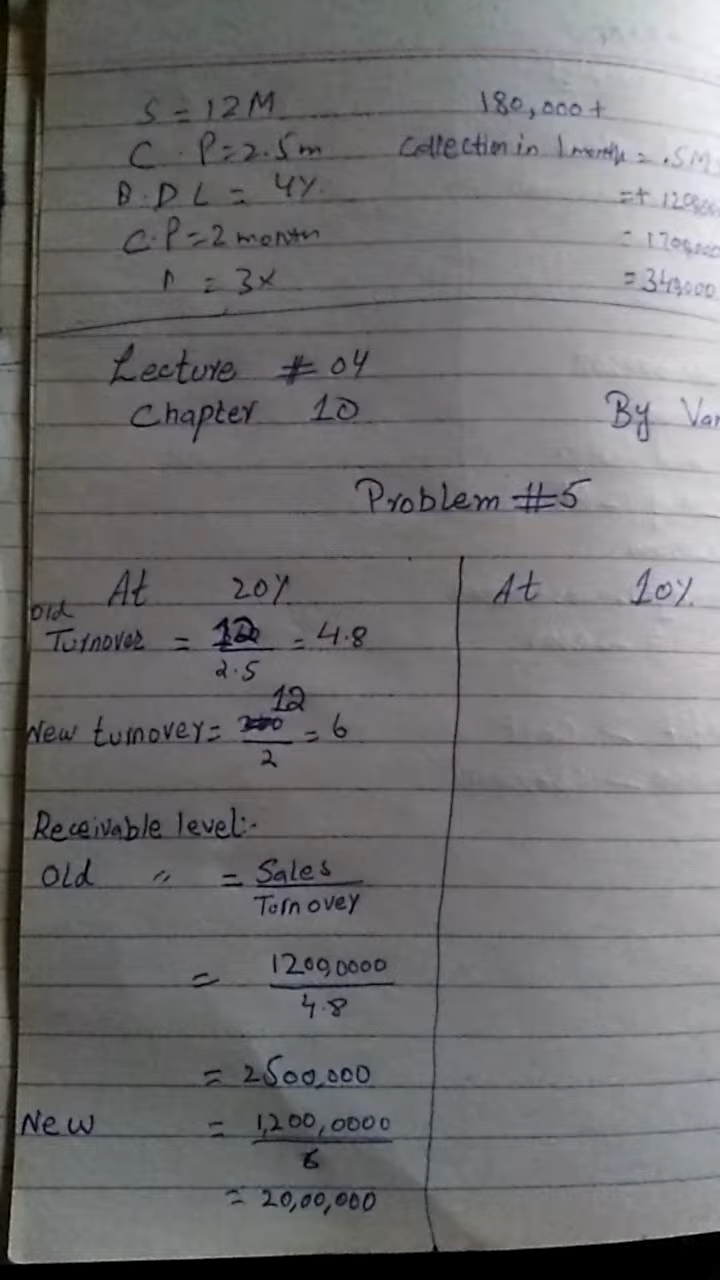 S = 12M 180,000+
C.P = 2.5m Collection in 1 month = .5M
B.D L = 4%
C.P = 2 month
= 3%
Lecture # 04
Chapter 10 By
Problem #5
At 20% At 10%
Old
Turnover = 12/2.5 = 4.8
New turnover = 12/2 = 6
Receivable level:-
Old " = Sales/Turnover
= 12000000/4.8
= 2500,000
New = 1,200,0000/6
= 20,00,000